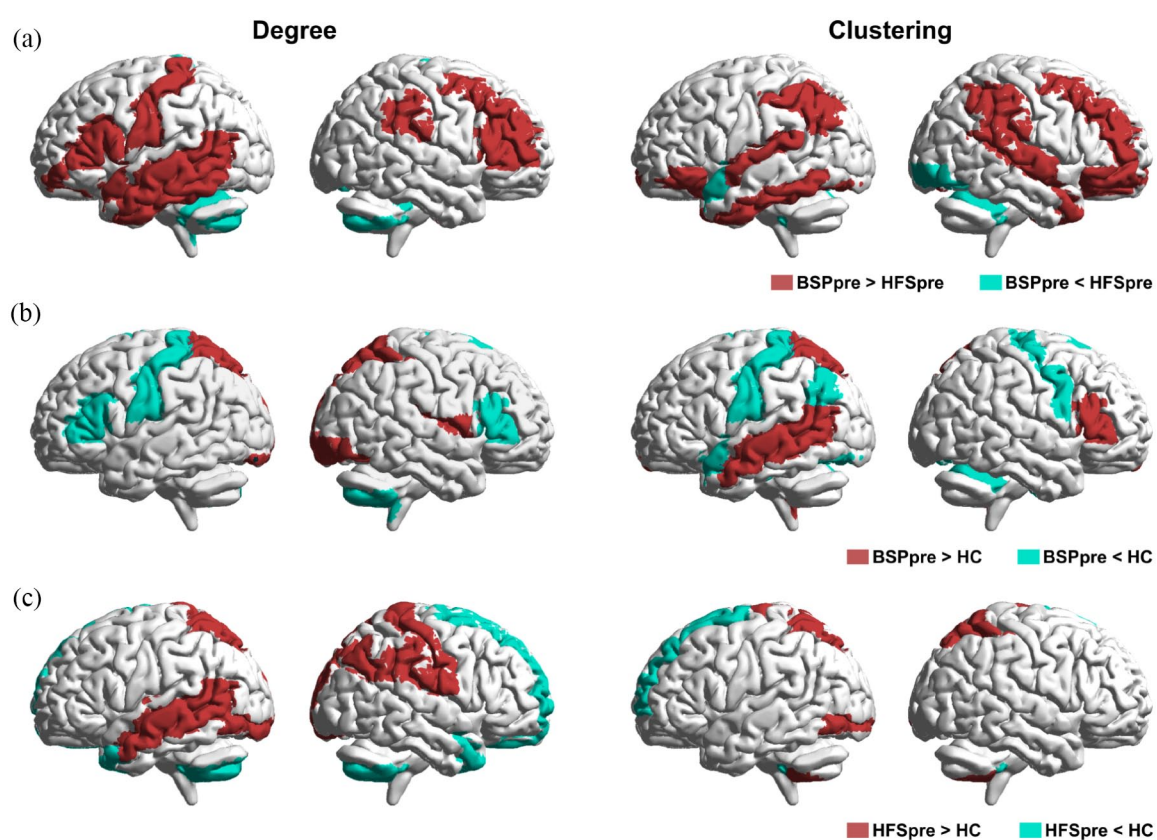 Degree Clustering
(a)
BSPpre > HFSpre BSPpre < HFSpre
(b)
BSPpre > HC BSPpre < HC
(c)
HFSpre > HC HFSpre < HC